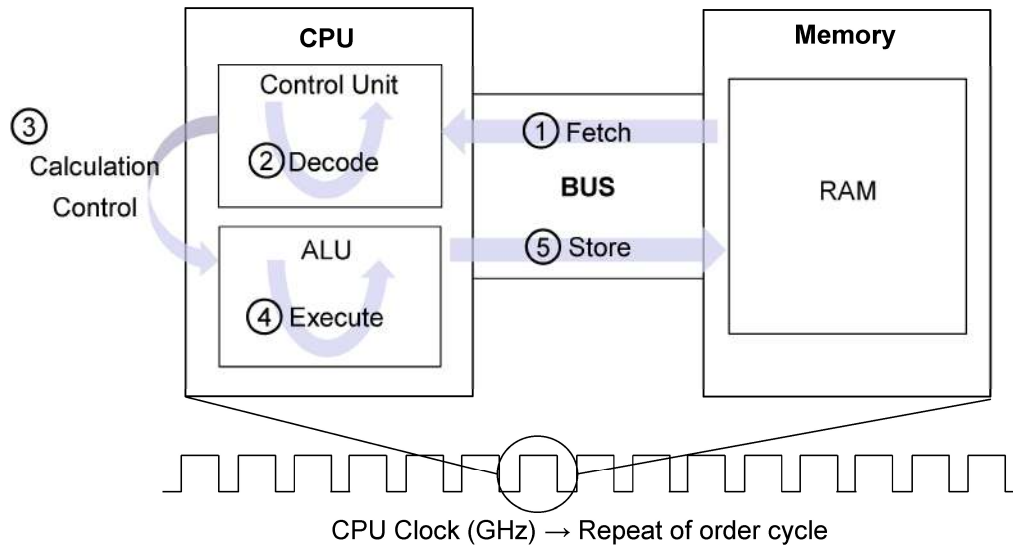 CPU
Memory
Control Unit
③
Calculation
Control
② Decode
① Fetch
BUS
RAM
ALU
⑤ Store
④ Execute
CPU Clock (GHz) → Repeat of order cycle